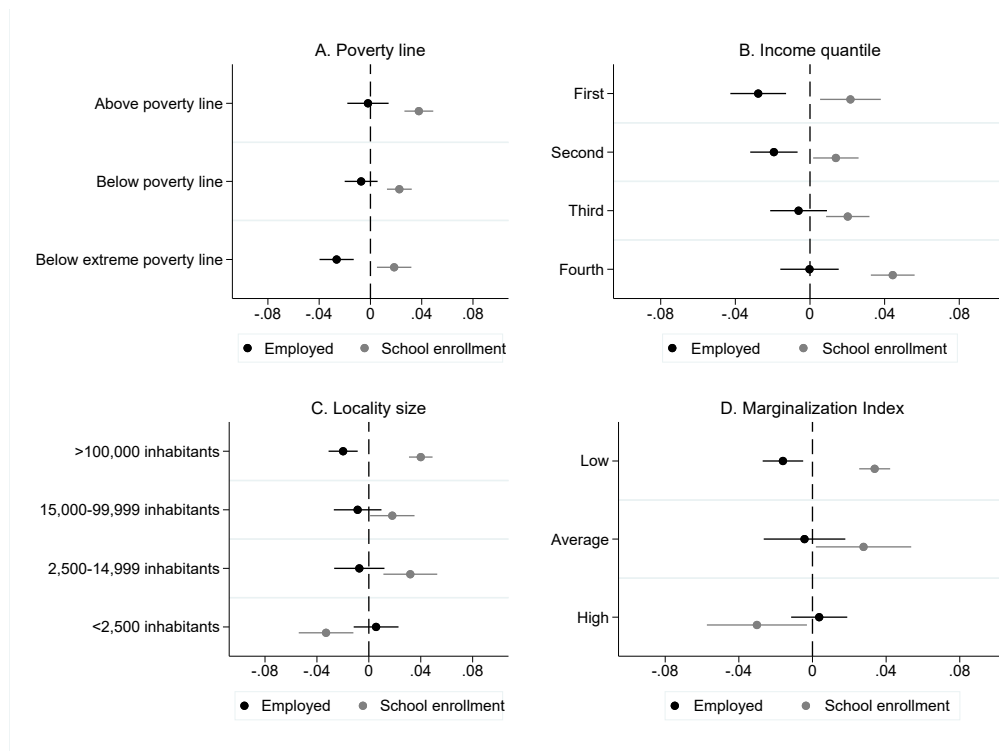 A. Poverty line
Above poverty line
Below poverty line
Below extreme poverty line
-.08 -.04 0 .04 .08
Employed School enrollment
B. Income quantile
First
Second
Third
Fourth
-.08 -.04 0 .04 .08
Employed School enrollment
C. Locality size
>100,000 inhabitants
15,000-99,999 inhabitants
2,500-14,999 inhabitants
<2,500 inhabitants
-.08 -.04 0 .04 .08
Employed School enrollment
D. Marginalization Index
Low
Average
High
-.08 -.04 0 .04 .08
Employed School enrollment